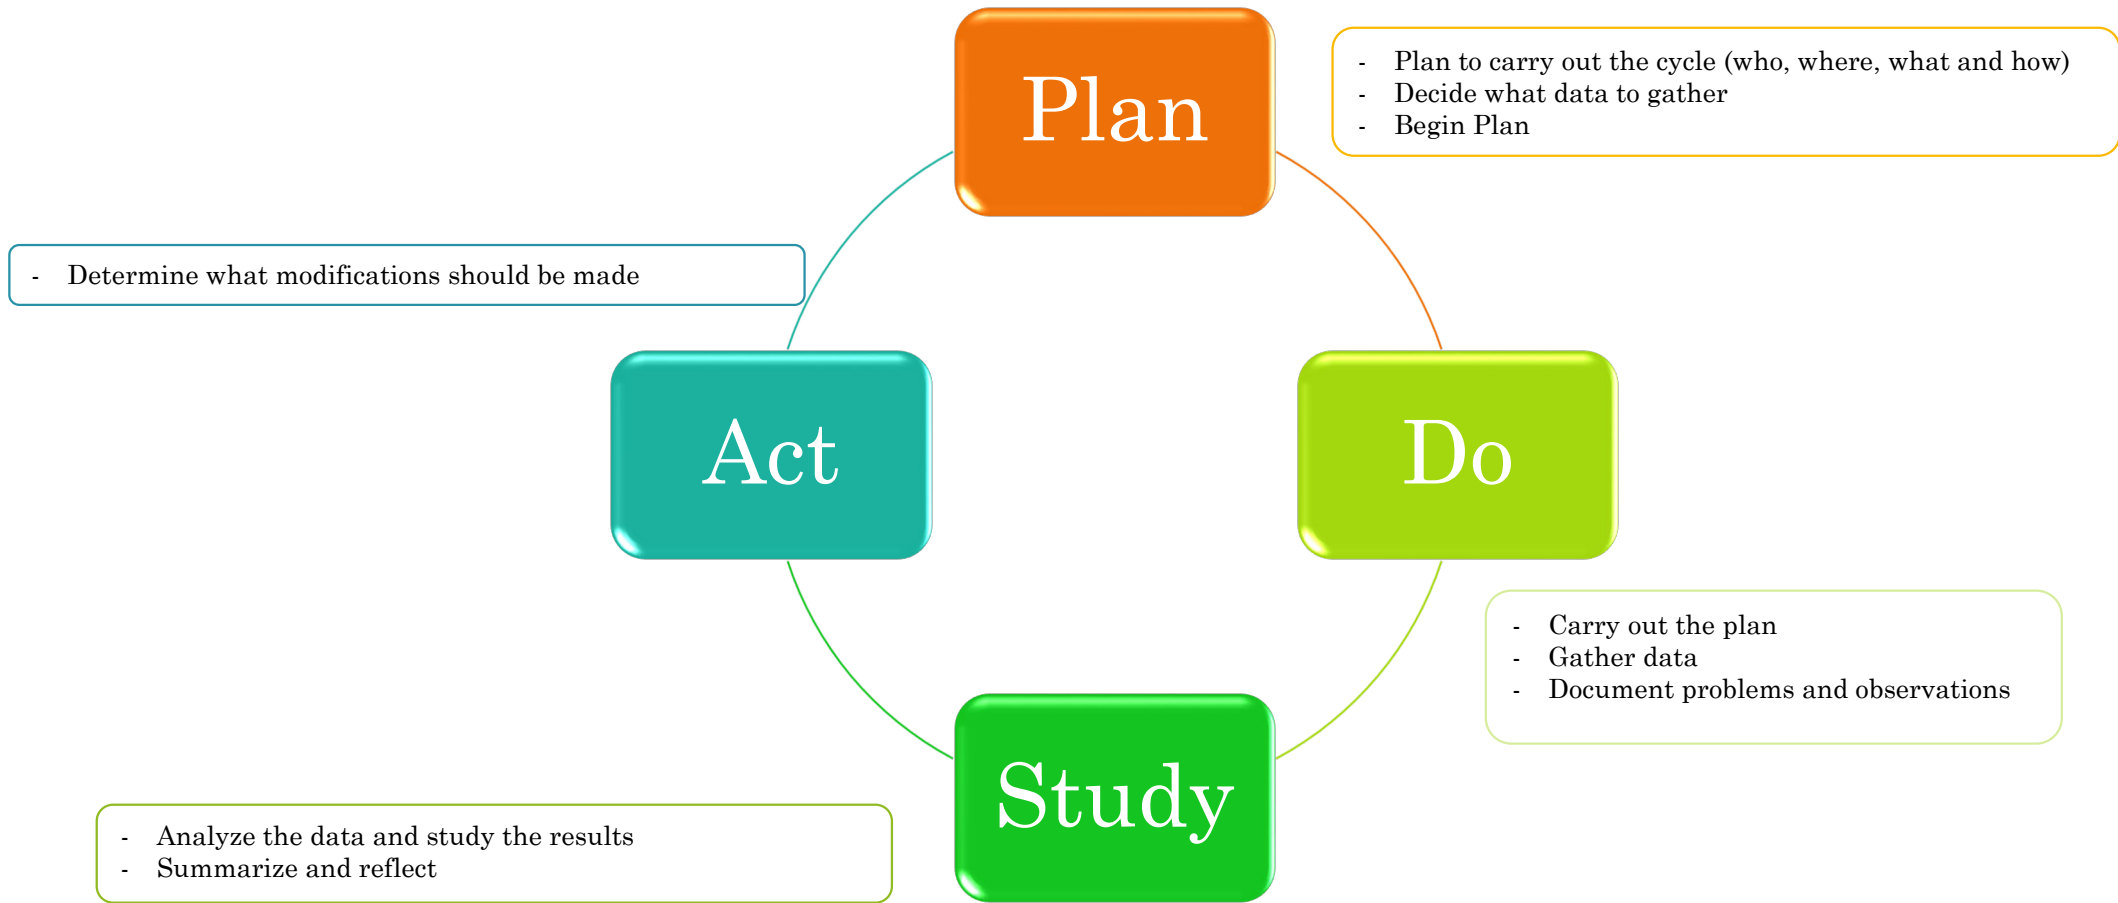 Plan
- Plan to carry out the cycle (who, where, what and how)
- Decide what data to gather
- Begin Plan
- Determine what modifications should be made
Act
Do
- Carry out the plan
- Gather data
- Document problems and observations
Study
- Analyze the data and study the results
- Summarize and reflect